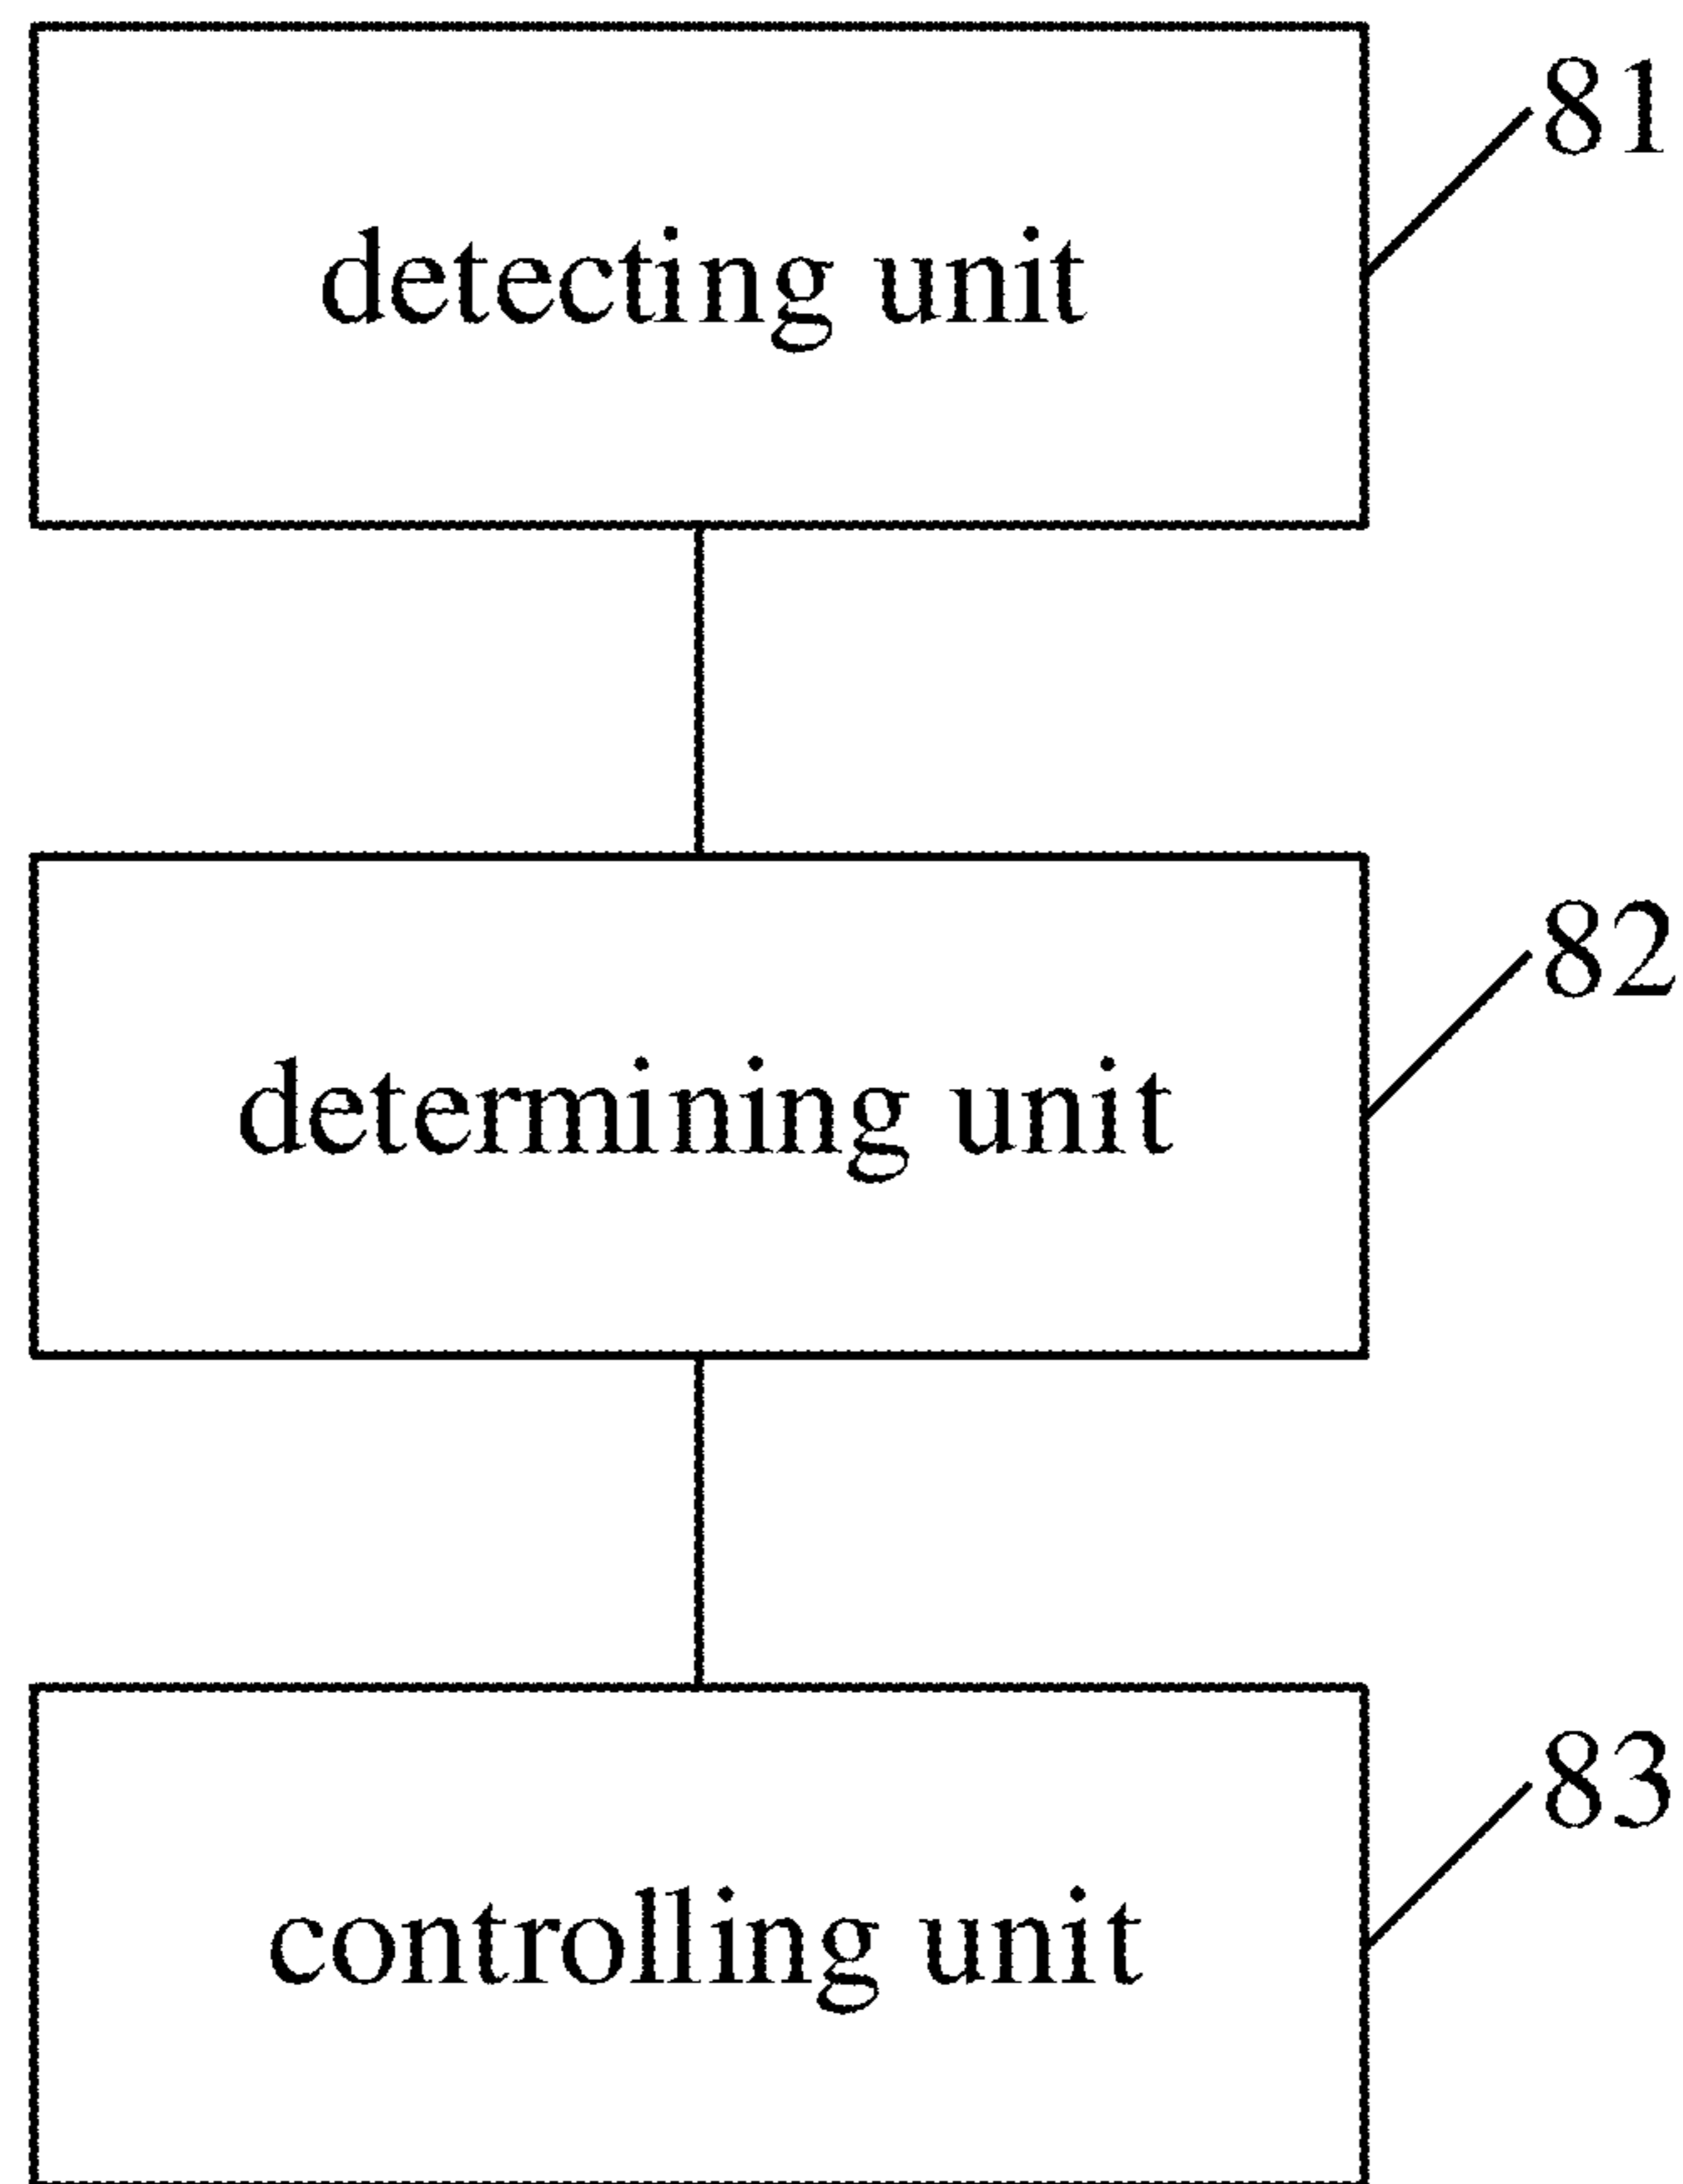 81
detecting unit
82
determining unit
83
controlling unit